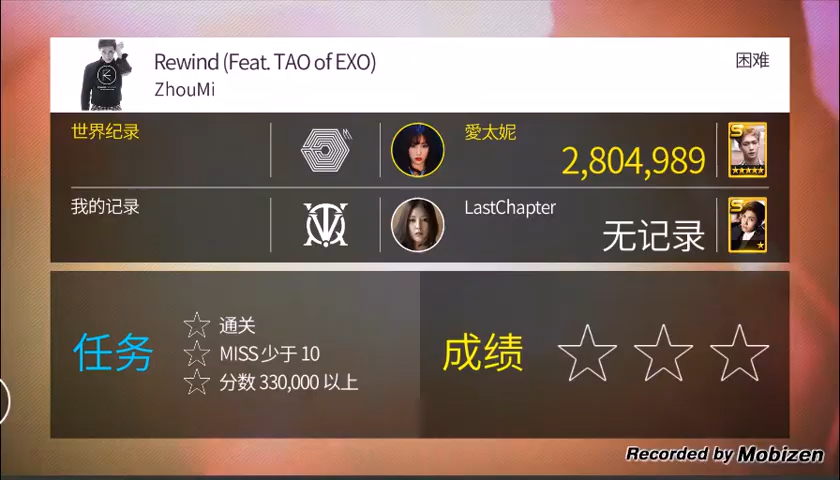 Rewind (Feat. TAO of EXO)
ZhouMi
困难
世界纪录
愛太妮
2,804,989
S
我的记录
LastChapter
无记录
S
任务
通关
MISS 少于 10
分数 330,000 以上
成绩
Recorded by Mobizen